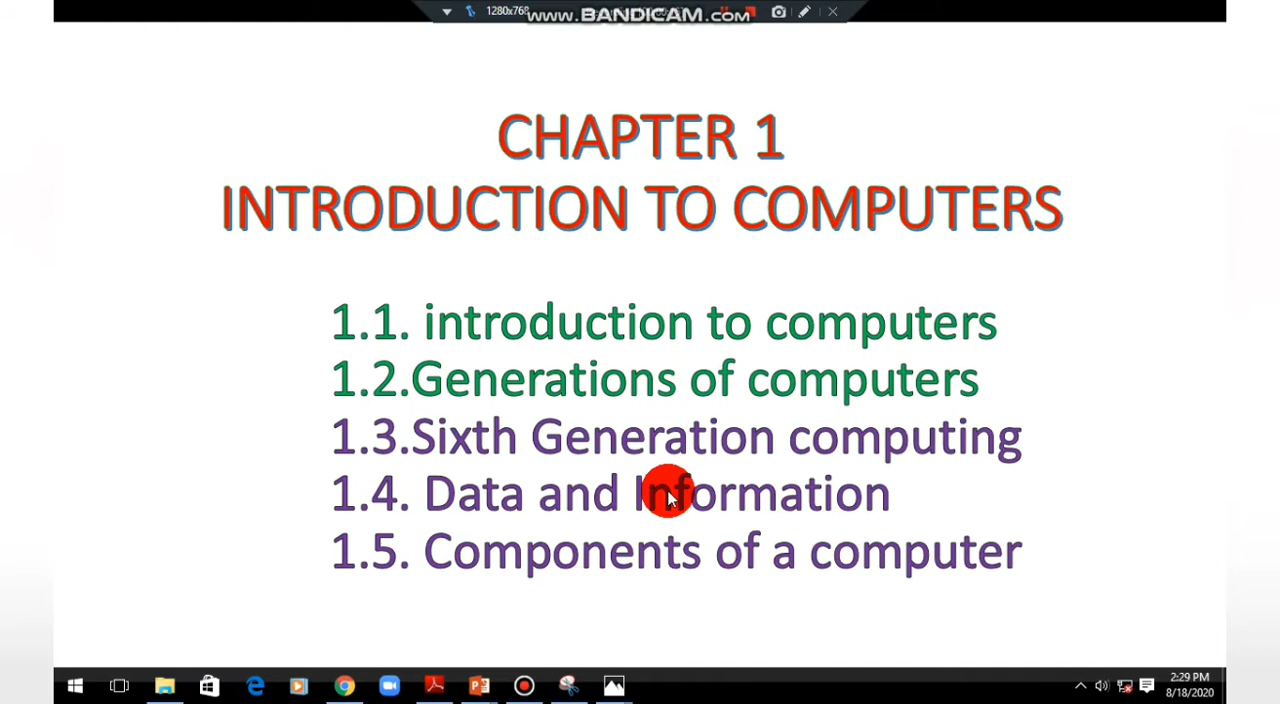 1280x768
www.BANDICAM.com
CHAPTER 1
INTRODUCTION TO COMPUTERS
1.1. introduction to computers
1.2.Generations of computers
1.3.Sixth Generation computing
1.4. Data and Information
1.5. Components of a computer
2:29 PM
8/18/2020